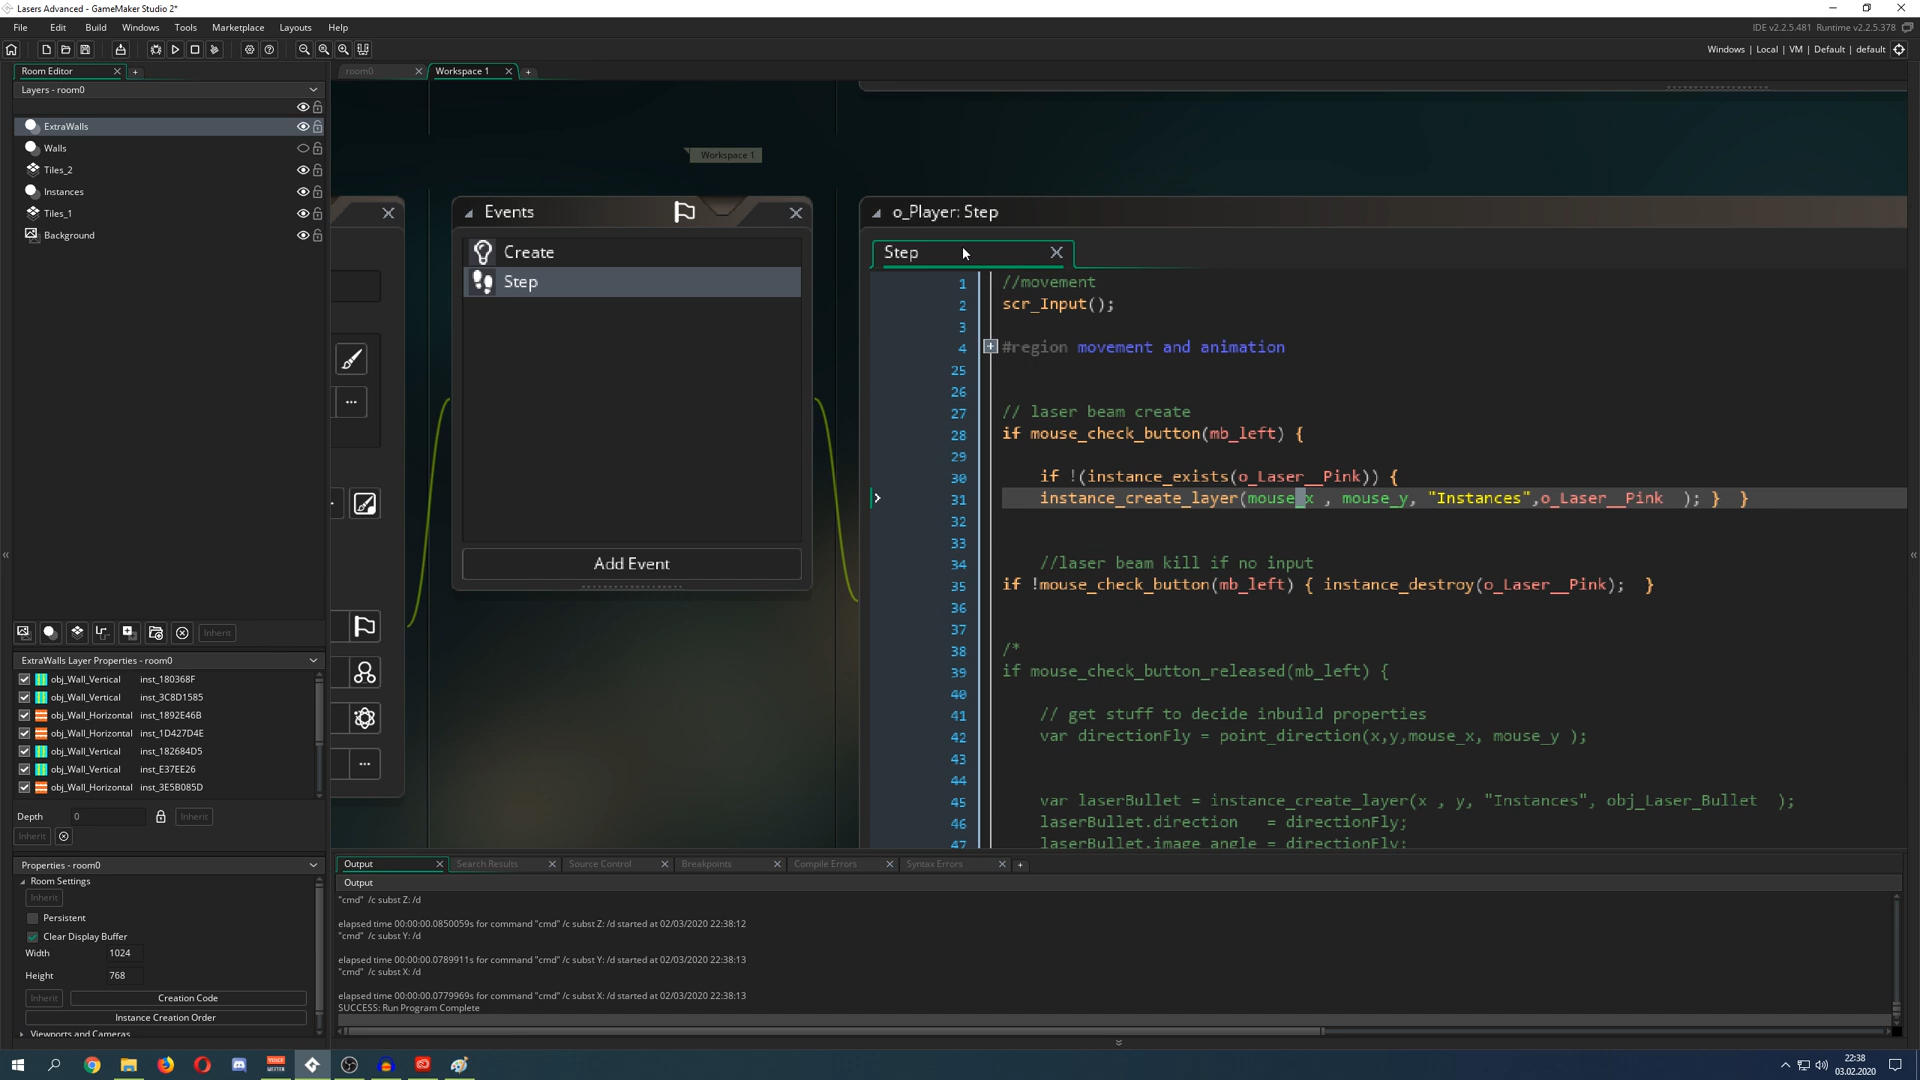 Lasers Advanced - GameMaker Studio 2*
File Edit Build Windows Tools Marketplace Layouts Help
IDE v2.2.5.481 Runtime v2.2.5.378
Windows | Local | VM | Default | default
Room Editor
room0
Workspace 1
Layers - room0
ExtraWalls
Walls
Tiles_2
Instances
Tiles_1
Background
Inherit
ExtraWalls Layer Properties - room0
obj_Wall_Vertical inst_180368F
obj_Wall_Vertical inst_3C8D1585
obj_Wall_Horizontal inst_1892E46B
obj_Wall_Horizontal inst_1D427D4E
obj_Wall_Vertical inst_182684D5
obj_Wall_Vertical inst_E37EE26
obj_Wall_Horizontal inst_3E5B085D
Depth 0 Inherit
Inherit
Properties - room0
Room Settings
Inherit
Persistent
Clear Display Buffer
Width 1024
Height 768
Inherit Creation Code
Instance Creation Order
Viewports and Cameras
Workspace 1
Events
Create
Step
Add Event
o_Player: Step
Step
1 //movement
2 scr_Input();
3
4 #region movement and animation
25
26
27 // laser beam create
28 if mouse_check_button(mb_left) {
29
30 if !(instance_exists(o_Laser__Pink)) {
31 instance_create_layer(mouse_x , mouse_y, "Instances",o_Laser__Pink ); } }
32
33
34 //laser beam kill if no input
35 if !mouse_check_button(mb_left) { instance_destroy(o_Laser__Pink); }
36
37
38 /*
39 if mouse_check_button_released(mb_left) {
40
41 // get stuff to decide inbuild properties
42 var directionFly = point_direction(x,y,mouse_x, mouse_y );
43
44
45 var laserBullet = instance_create_layer(x , y, "Instances", obj_Laser_Bullet );
46 laserBullet.direction = directionFly;
47 laserBullet.image_angle = directionFly;
Output Search Results Source Control Breakpoints Compile Errors Syntax Errors
Output
"cmd" /c subst Z: /d
elapsed time 00:00:00.0850059s for command "cmd" /c subst Z: /d started at 02/03/2020 22:38:12
"cmd" /c subst Y: /d
elapsed time 00:00:00.0789911s for command "cmd" /c subst Y: /d started at 02/03/2020 22:38:13
"cmd" /c subst X: /d
elapsed time 00:00:00.0779969s for command "cmd" /c subst X: /d started at 02/03/2020 22:38:13
SUCCESS: Run Program Complete
22:38
03.02.2020